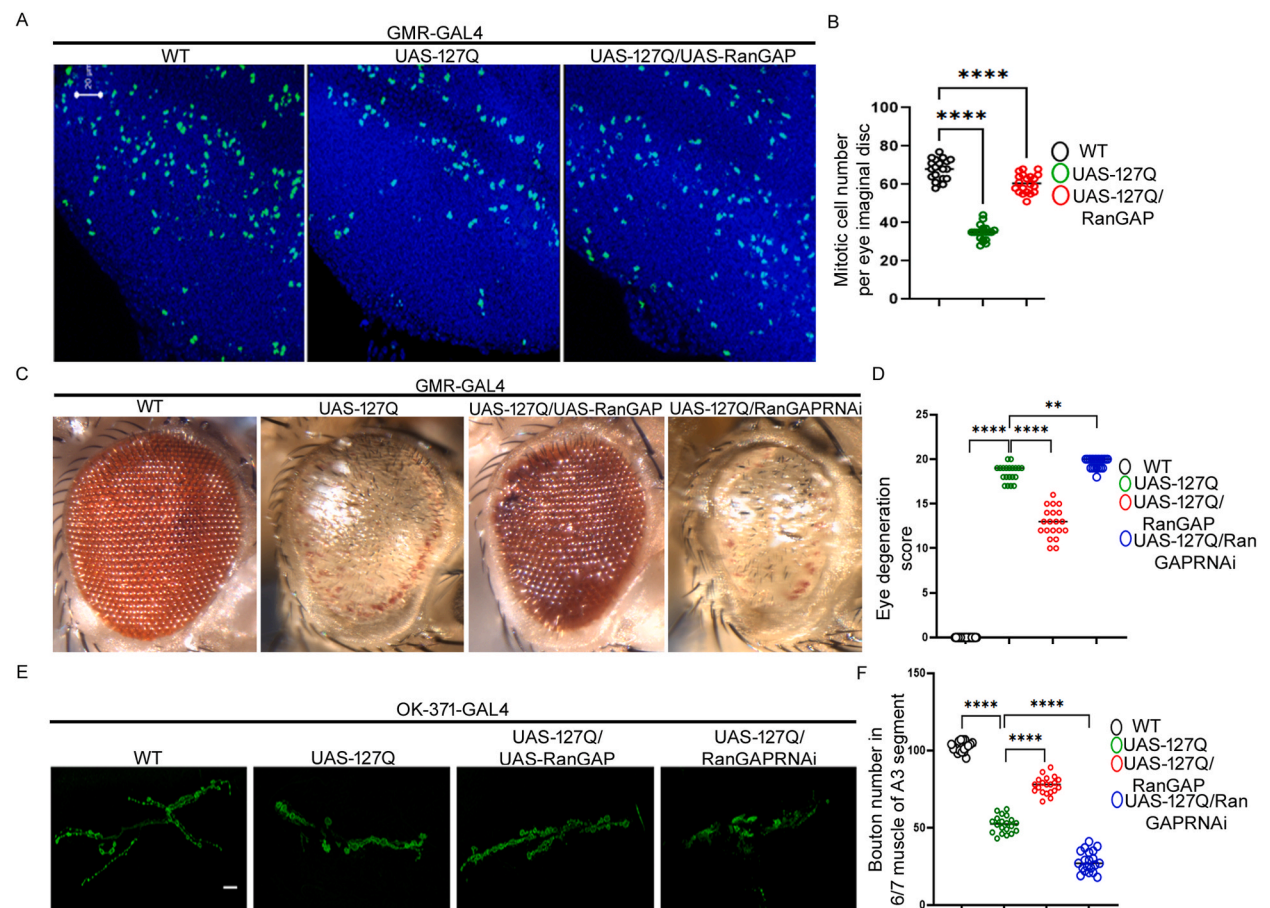 A
GMR-GAL4
WT
UAS-127Q
UAS-127Q/UAS-RanGAP
20 µm
B
****
****
100
80
60
40
20
0
Mitotic cell number
per eye imaginal disc
WT
UAS-127Q
UAS-127Q/
RanGAP
C
GMR-GAL4
WT
UAS-127Q
UAS-127Q/UAS-RanGAP
UAS-127Q/RanGAPRNAi
D
**
**** ****
25
20
15
10
5
0
Eye degeneration
score
WT
UAS-127Q
UAS-127Q/
RanGAP
UAS-127Q/Ran
GAPRNAi
E
OK-371-GAL4
WT
UAS-127Q
UAS-127Q/
UAS-RanGAP
UAS-127Q/
RanGAPRNAi
F
150
100
50
0
**** ****
****
Bouton number in
6/7 muscle of A3 segment
WT
UAS-127Q
UAS-127Q/
RanGAP
UAS-127Q/Ran
GAPRNAi